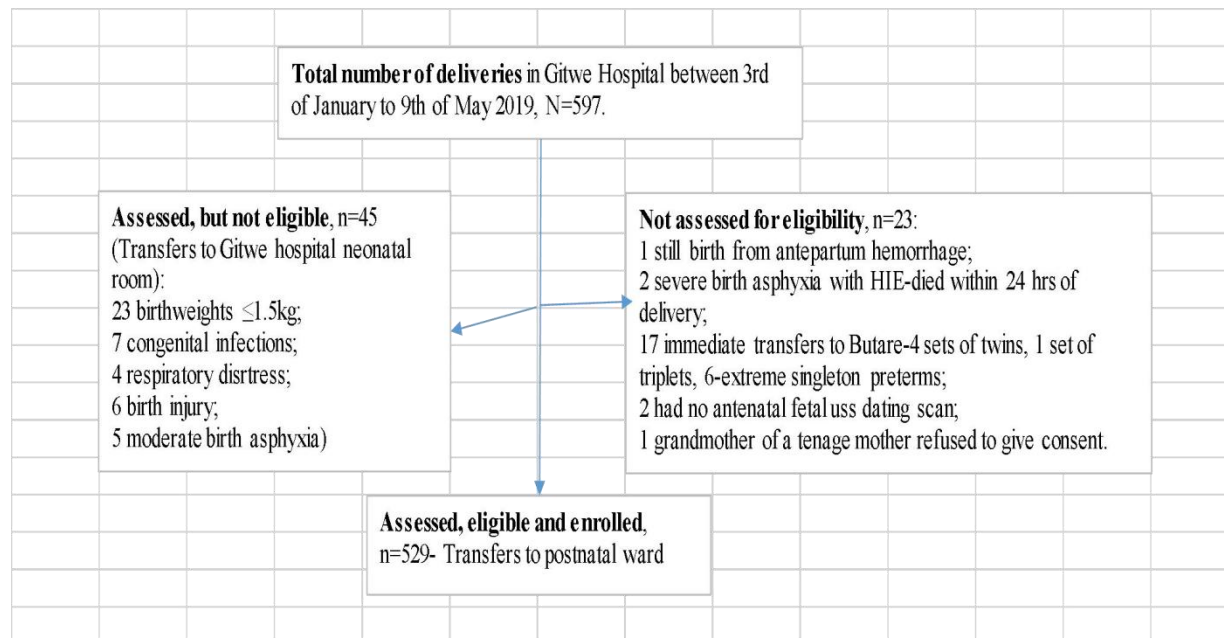 Total number of deliveries in Gitwe Hospital between 3rd
of January to 9th of May 2019, N=597.
Assessed, but not eligible, n=45
(Transfers to Gitwe hospital neonatal
room):
23 birthweights ≤1.5kg;
7 congenital infections;
4 respiratory disrtress;
6 birth injury;
5 moderate birth asphyxia)
Not assessed for eligibility, n=23:
1 still birth from antepartum hemorrhage;
2 severe birth asphyxia with HIE-died within 24 hrs of
delivery;
17 immediate transfers to Butare-4 sets of twins, 1 set of
triplets, 6-extreme singleton preterms;
2 had no antenatal fetal uss dating scan;
1 grandmother of a tenage mother refused to give consent.
Assessed, eligible and enrolled,
n=529- Transfers to postnatal ward